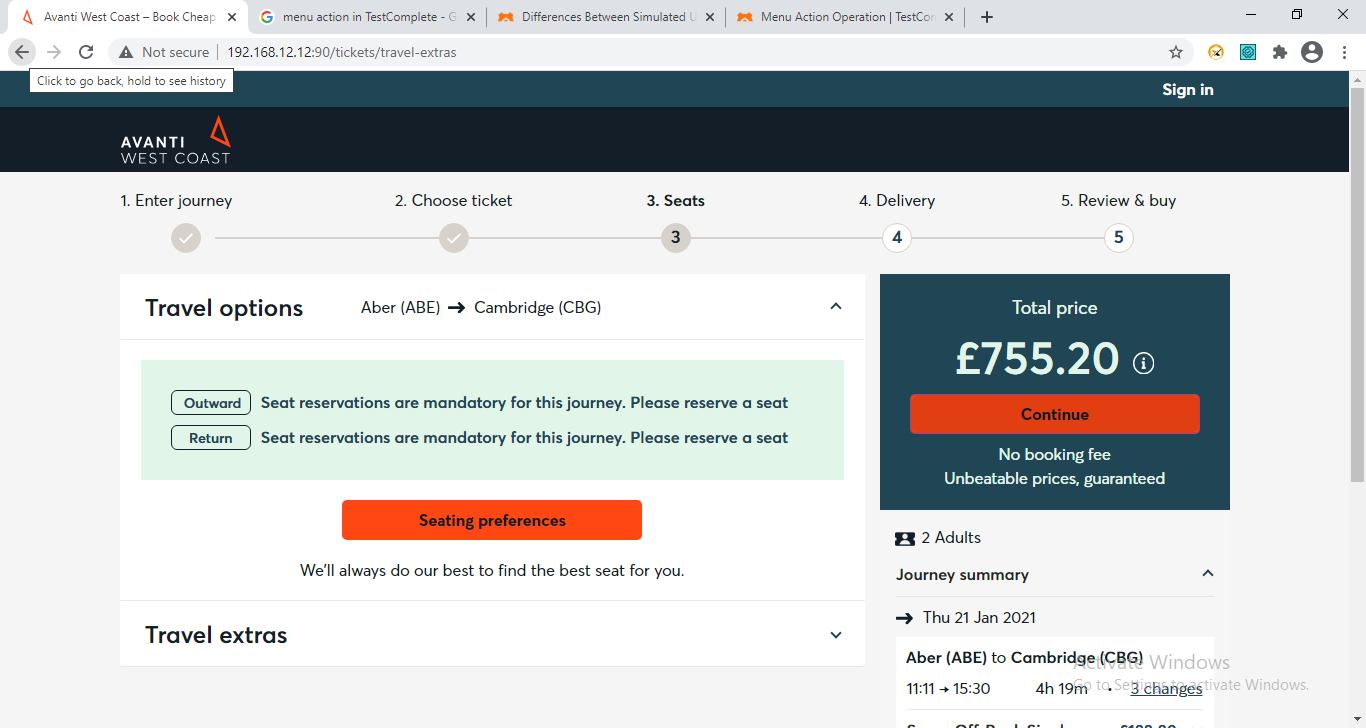 Avanti West Coast – Book Cheap
menu action in TestComplete - G
Differences Between Simulated U
Menu Action Operation | TestCom
Not secure
192.168.12.12:90/tickets/travel-extras
Click to go back, hold to see history
Sign in
AVANTI
WEST COAST
1. Enter journey
2. Choose ticket
3. Seats
4. Delivery
5. Review & buy
3
4
5
Travel options
Aber (ABE) → Cambridge (CBG)
Outward Seat reservations are mandatory for this journey. Please reserve a seat
Return Seat reservations are mandatory for this journey. Please reserve a seat
Seating preferences
We'll always do our best to find the best seat for you.
Travel extras
Total price
£755.20
Continue
No booking fee
Unbeatable prices, guaranteed
2 Adults
Journey summary
→ Thu 21 Jan 2021
Aber (ABE) to Cambridge (CBG)
11:11 → 15:30 4h 19m · 3 changes
Activate Windows
Go to Settings to activate Windows.